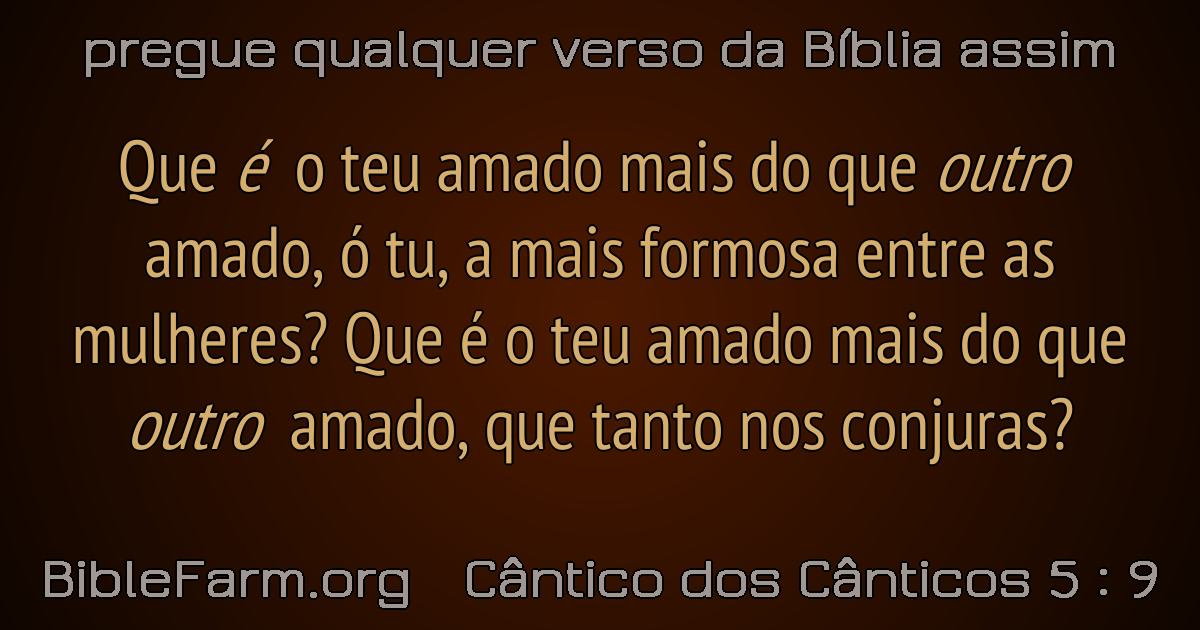 pregue qualquer verso da Bíblia assim
Que é o teu amado mais do que outro
amado, ó tu, a mais formosa entre as
mulheres? Que é o teu amado mais do que
outro amado, que tanto nos conjuras?
BibleFarm.org Cântico dos Cânticos 5 : 9